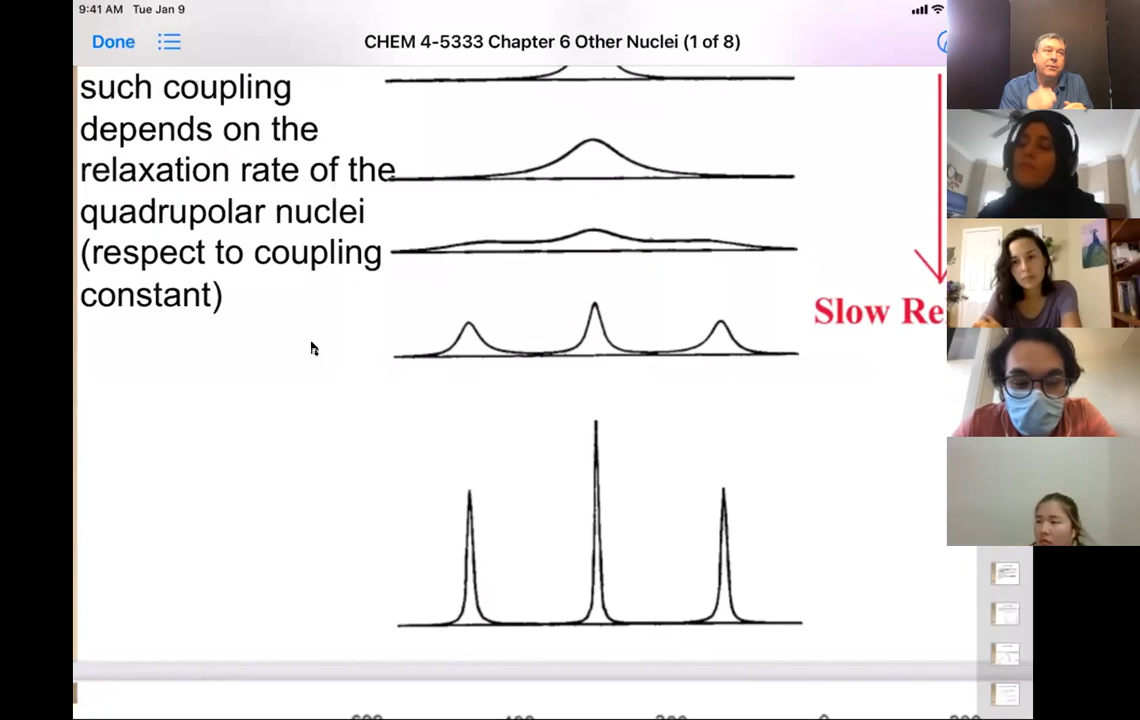 9:41 AM Tue Jan 9
Done
CHEM 4-5333 Chapter 6 Other Nuclei (1 of 8)
such coupling
depends on the
relaxation rate of the
quadrupolar nuclei
(respect to coupling
constant)
Slow Re